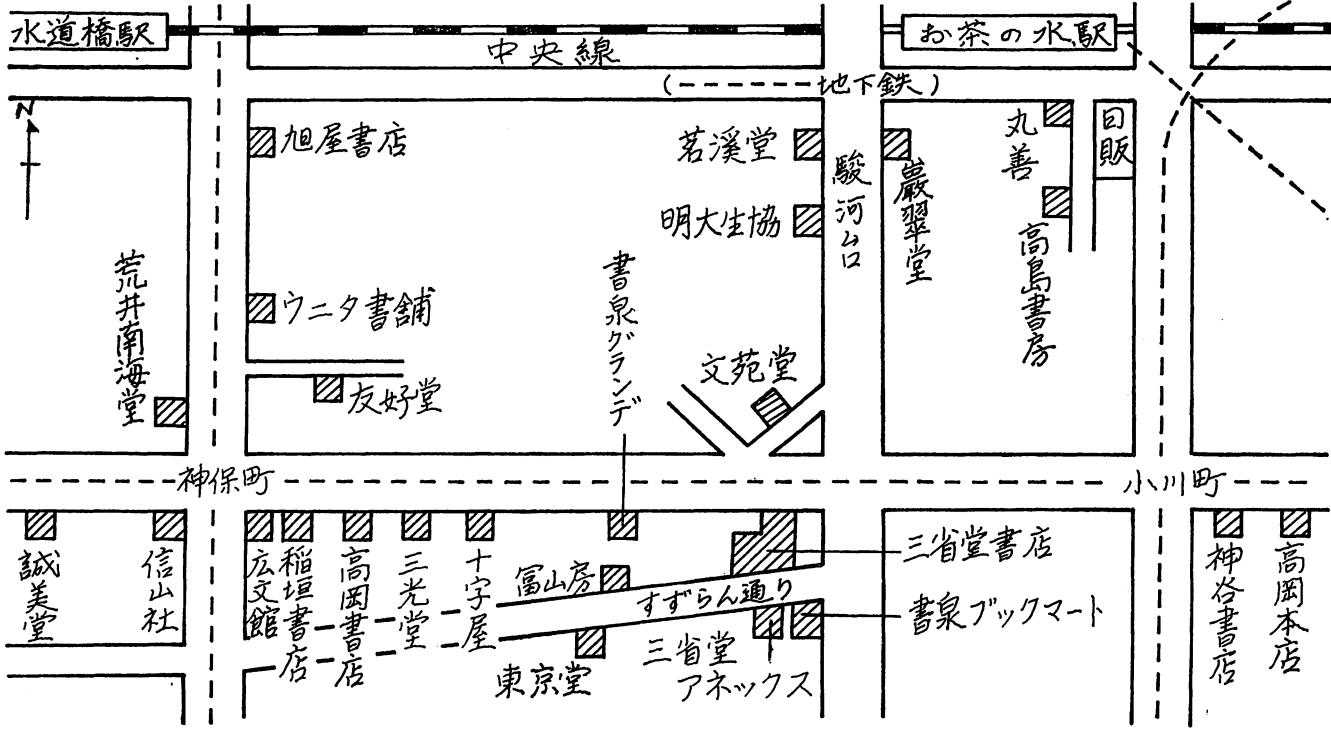 水道橋駅
お茶の水駅
中央線
(-----地下鉄)
N
旭屋書店
茗溪堂
駿河台
巌翠堂
丸善
日販
明大生協
高島書房
荒井南海堂
ウニタ書舗
書泉グランデ
文苑堂
友好堂
神保町
小川町
誠美堂
信山社
広文館
稲垣書店
高岡書店
三光堂
十字屋
冨山房
すずらん通り
三省堂書店
書泉ブックマート
東京堂
三省堂
アネックス
神谷書店
高岡本店